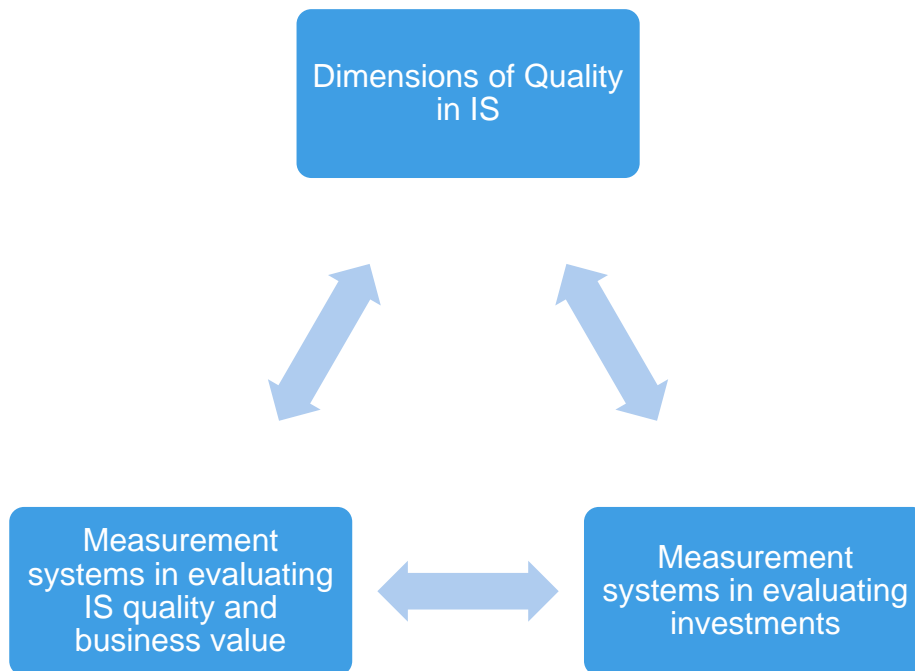 Dimensions of Quality
in IS
Measurement
systems in evaluating
IS quality and
business value
Measurement
systems in evaluating
investments